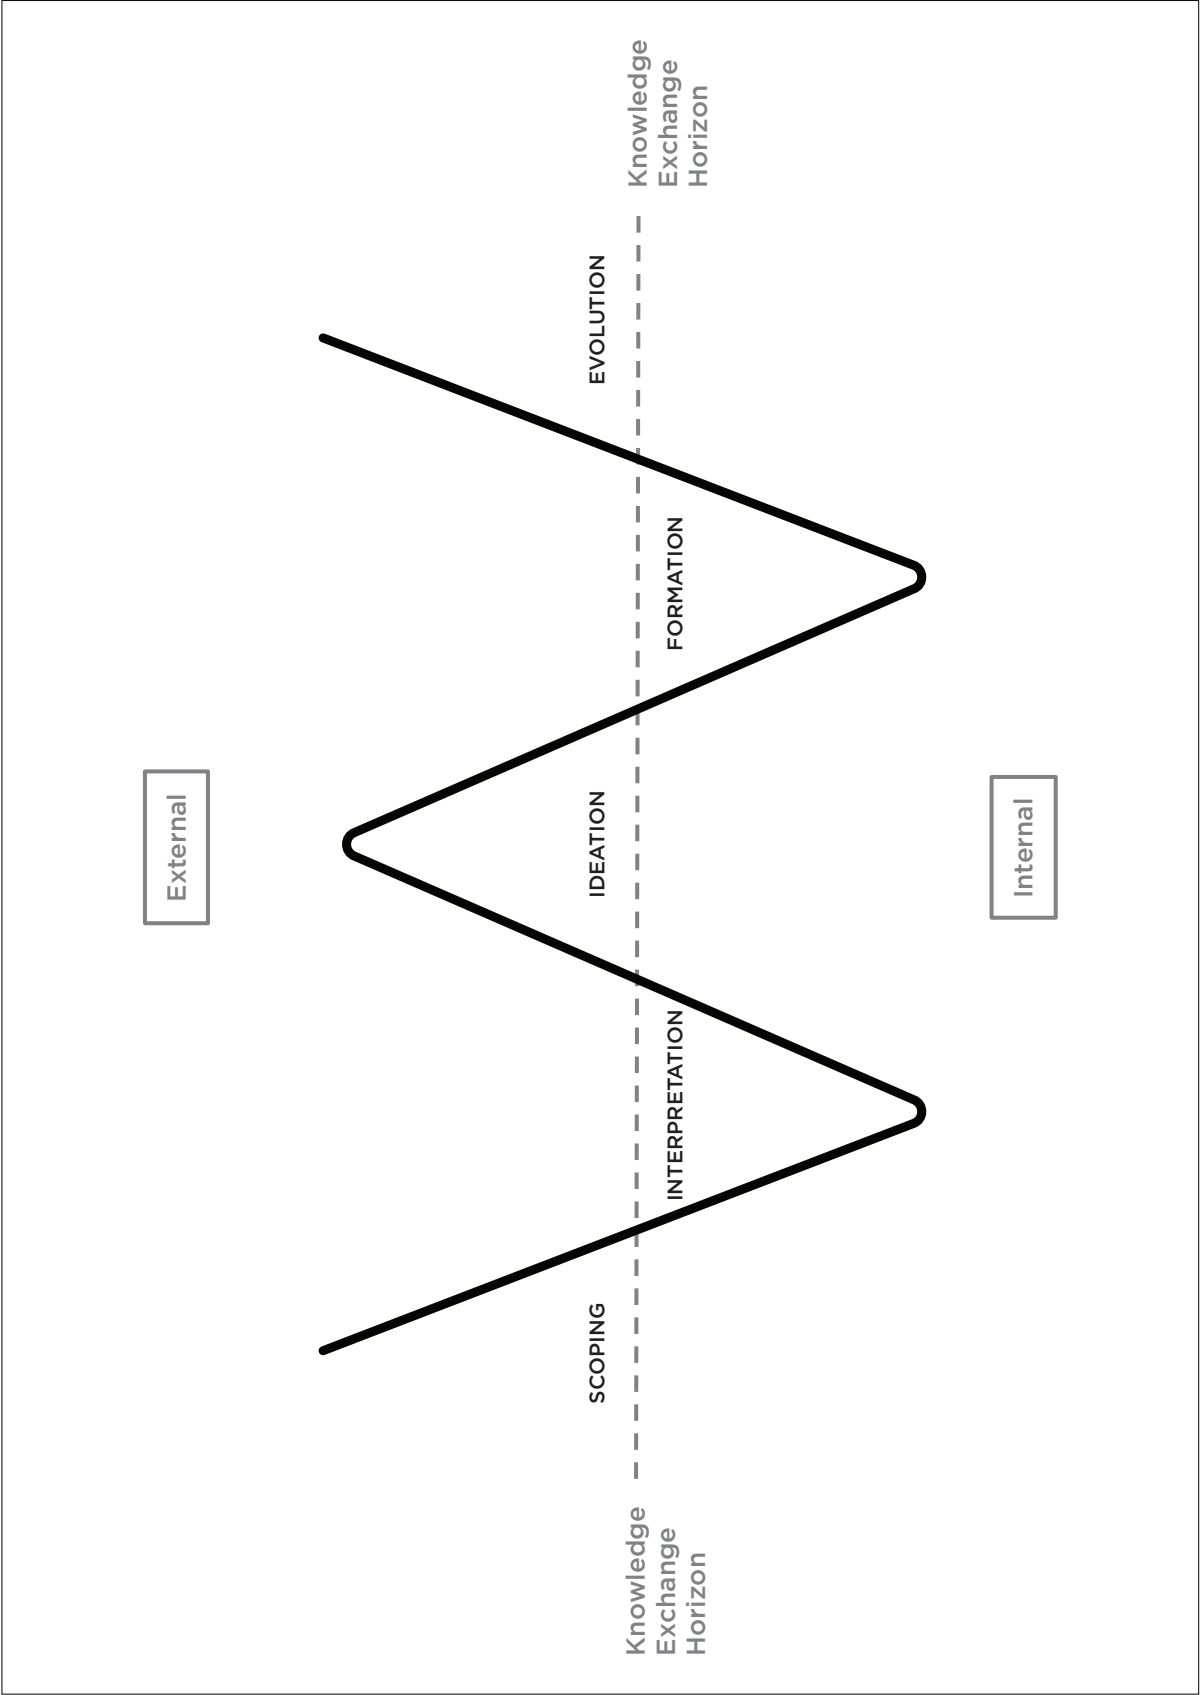 External
Knowledge
Exchange
Horizon
SCOPING
INTERPRETATION
IDEATION
FORMATION
EVOLUTION
Knowledge
Exchange
Horizon
Internal